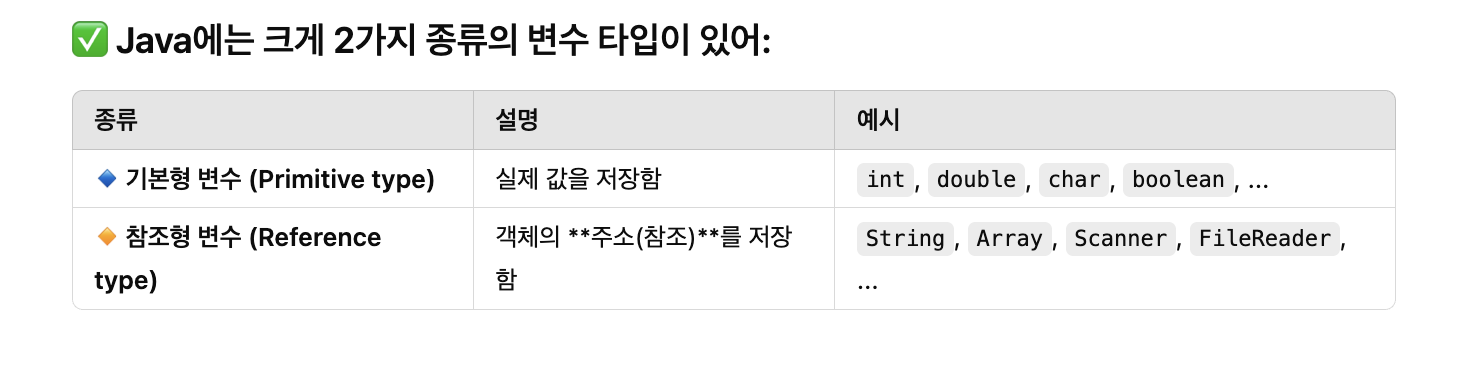 ✅ Java에는 크게 2가지 종류의 변수 타입이 있어:
종류 설명 예시
🔹 기본형 변수 (Primitive type) 실제 값을 저장함 int, double, char, boolean, ...
🔸 참조형 변수 (Reference 객체의 **주소(참조)**를 저장 String, Array, Scanner, FileReader,
type) 함 ...